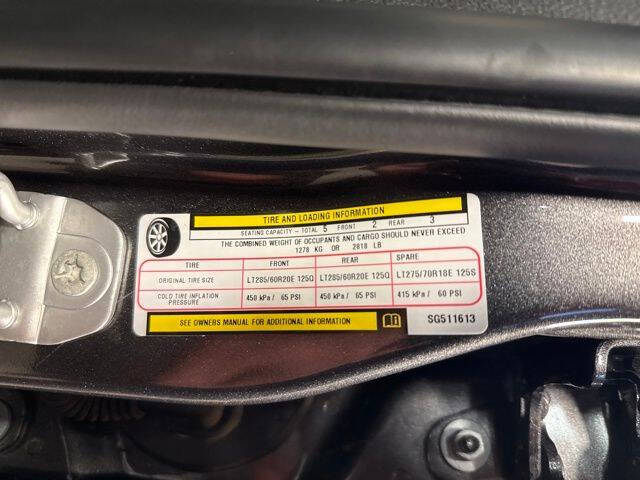 TIRE AND LOADING INFORMATION
SEATING CAPACITY - TOTAL 5 FRONT 2 REAR 3
THE COMBINED WEIGHT OF OCCUPANTS AND CARGO SHOULD NEVER EXCEED
1278 KG OR 2818 LB
TIRE FRONT REAR SPARE
ORIGINAL TIRE SIZE LT285/60R20E 125Q LT285/60R20E 125Q LT275/70R18E 125S
COLD TIRE INFLATION PRESSURE 450 kPa / 65 PSI 450 kPa / 65 PSI 415 kPa / 60 PSI
SEE OWNERS MANUAL FOR ADDITIONAL INFORMATION SG511613